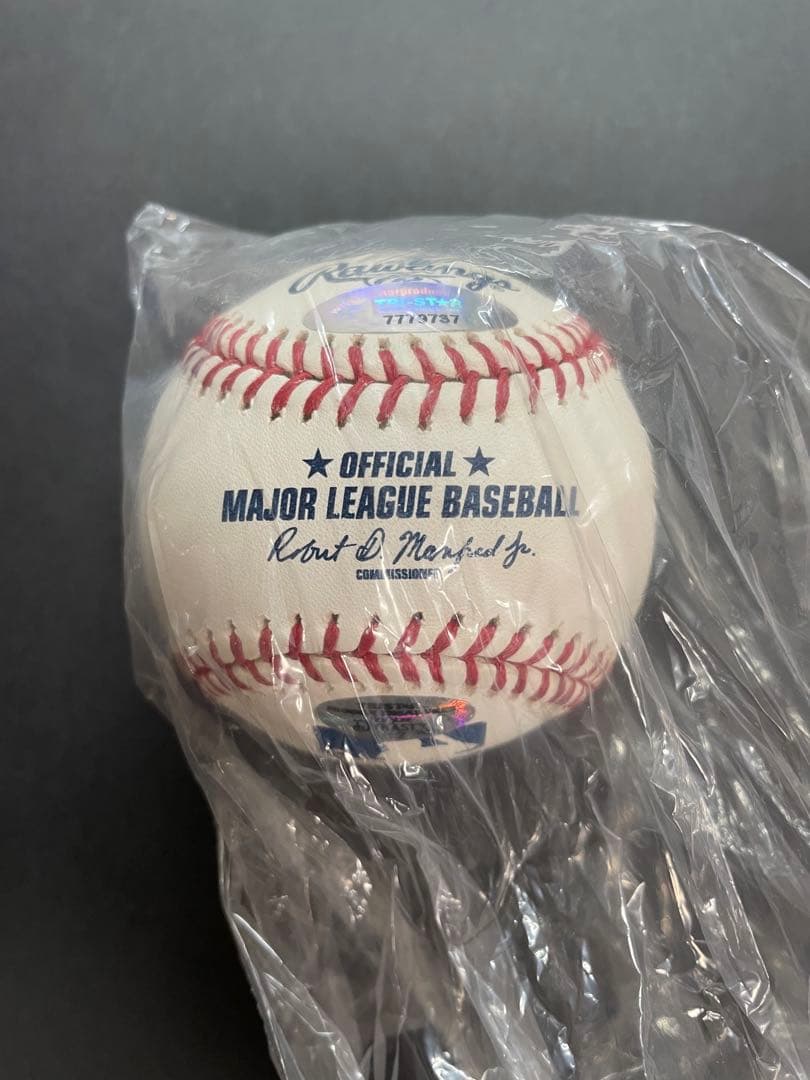 Rawlings
TRI-STAR
7773737
★ OFFICIAL ★
MAJOR LEAGUE BASEBALL
Robert D. Manfred Jr.
COMMISSIONER